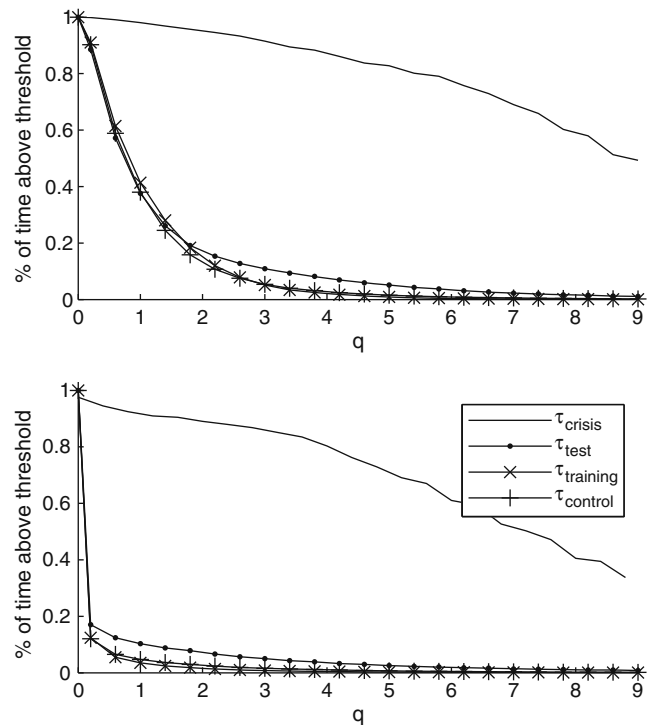 1
0.8
0.6
0.4
0.2
0
% of time above threshold
0 1 2 3 4 5 6 7 8 9
q
1
0.8
0.6
0.4
0.2
0
% of time above threshold
τcrisis
τtest
τtraining
τcontrol
0 1 2 3 4 5 6 7 8 9
q